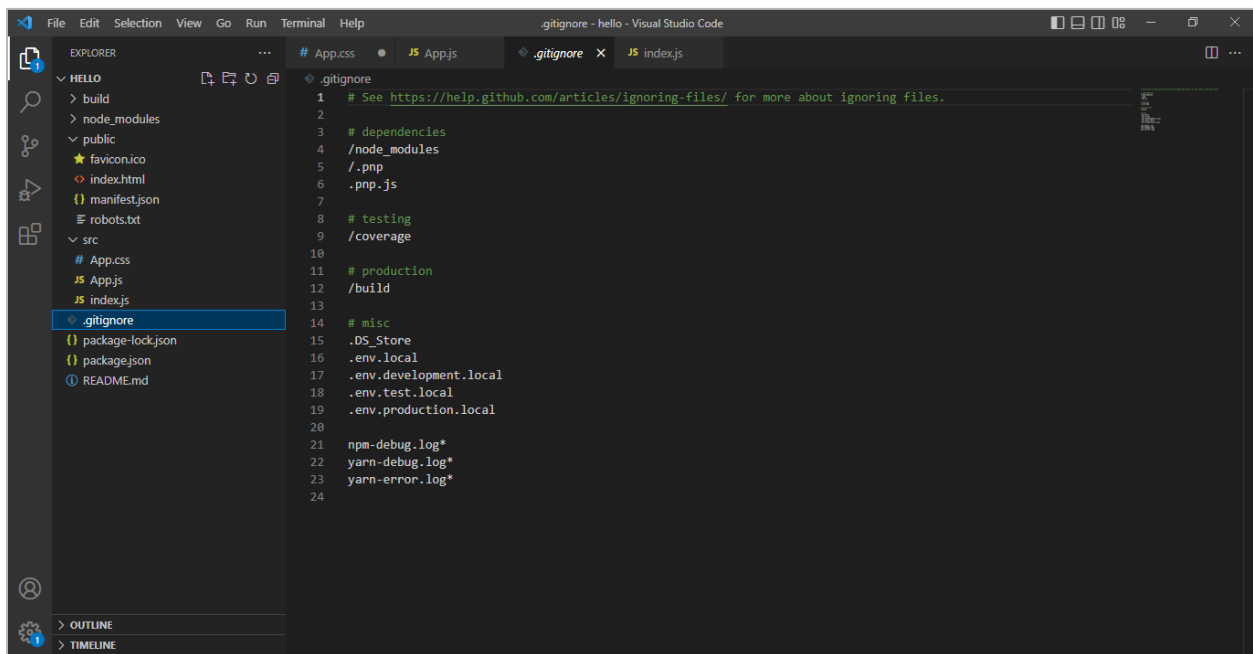 File Edit Selection View Go Run Terminal Help
.gitignore - hello - Visual Studio Code
EXPLORER
# App.css
JS App.js
.gitignore
JS index.js
HELLO
build
node_modules
public
favicon.ico
<> index.html
{} manifest.json
robots.txt
src
# App.css
JS App.js
JS index.js
.gitignore
{} package-lock.json
{} package.json
README.md
OUTLINE
TIMELINE
1
1
.gitignore
1 # See https://help.github.com/articles/ignoring-files/ for more about ignoring files.
2
3 # dependencies
4 /node_modules
5 /.pnp
6 .pnp.js
7
8 # testing
9 /coverage
10
11 # production
12 /build
13
14 # misc
15 .DS_Store
16 .env.local
17 .env.development.local
18 .env.test.local
19 .env.production.local
20
21 npm-debug.log*
22 yarn-debug.log*
23 yarn-error.log*
24